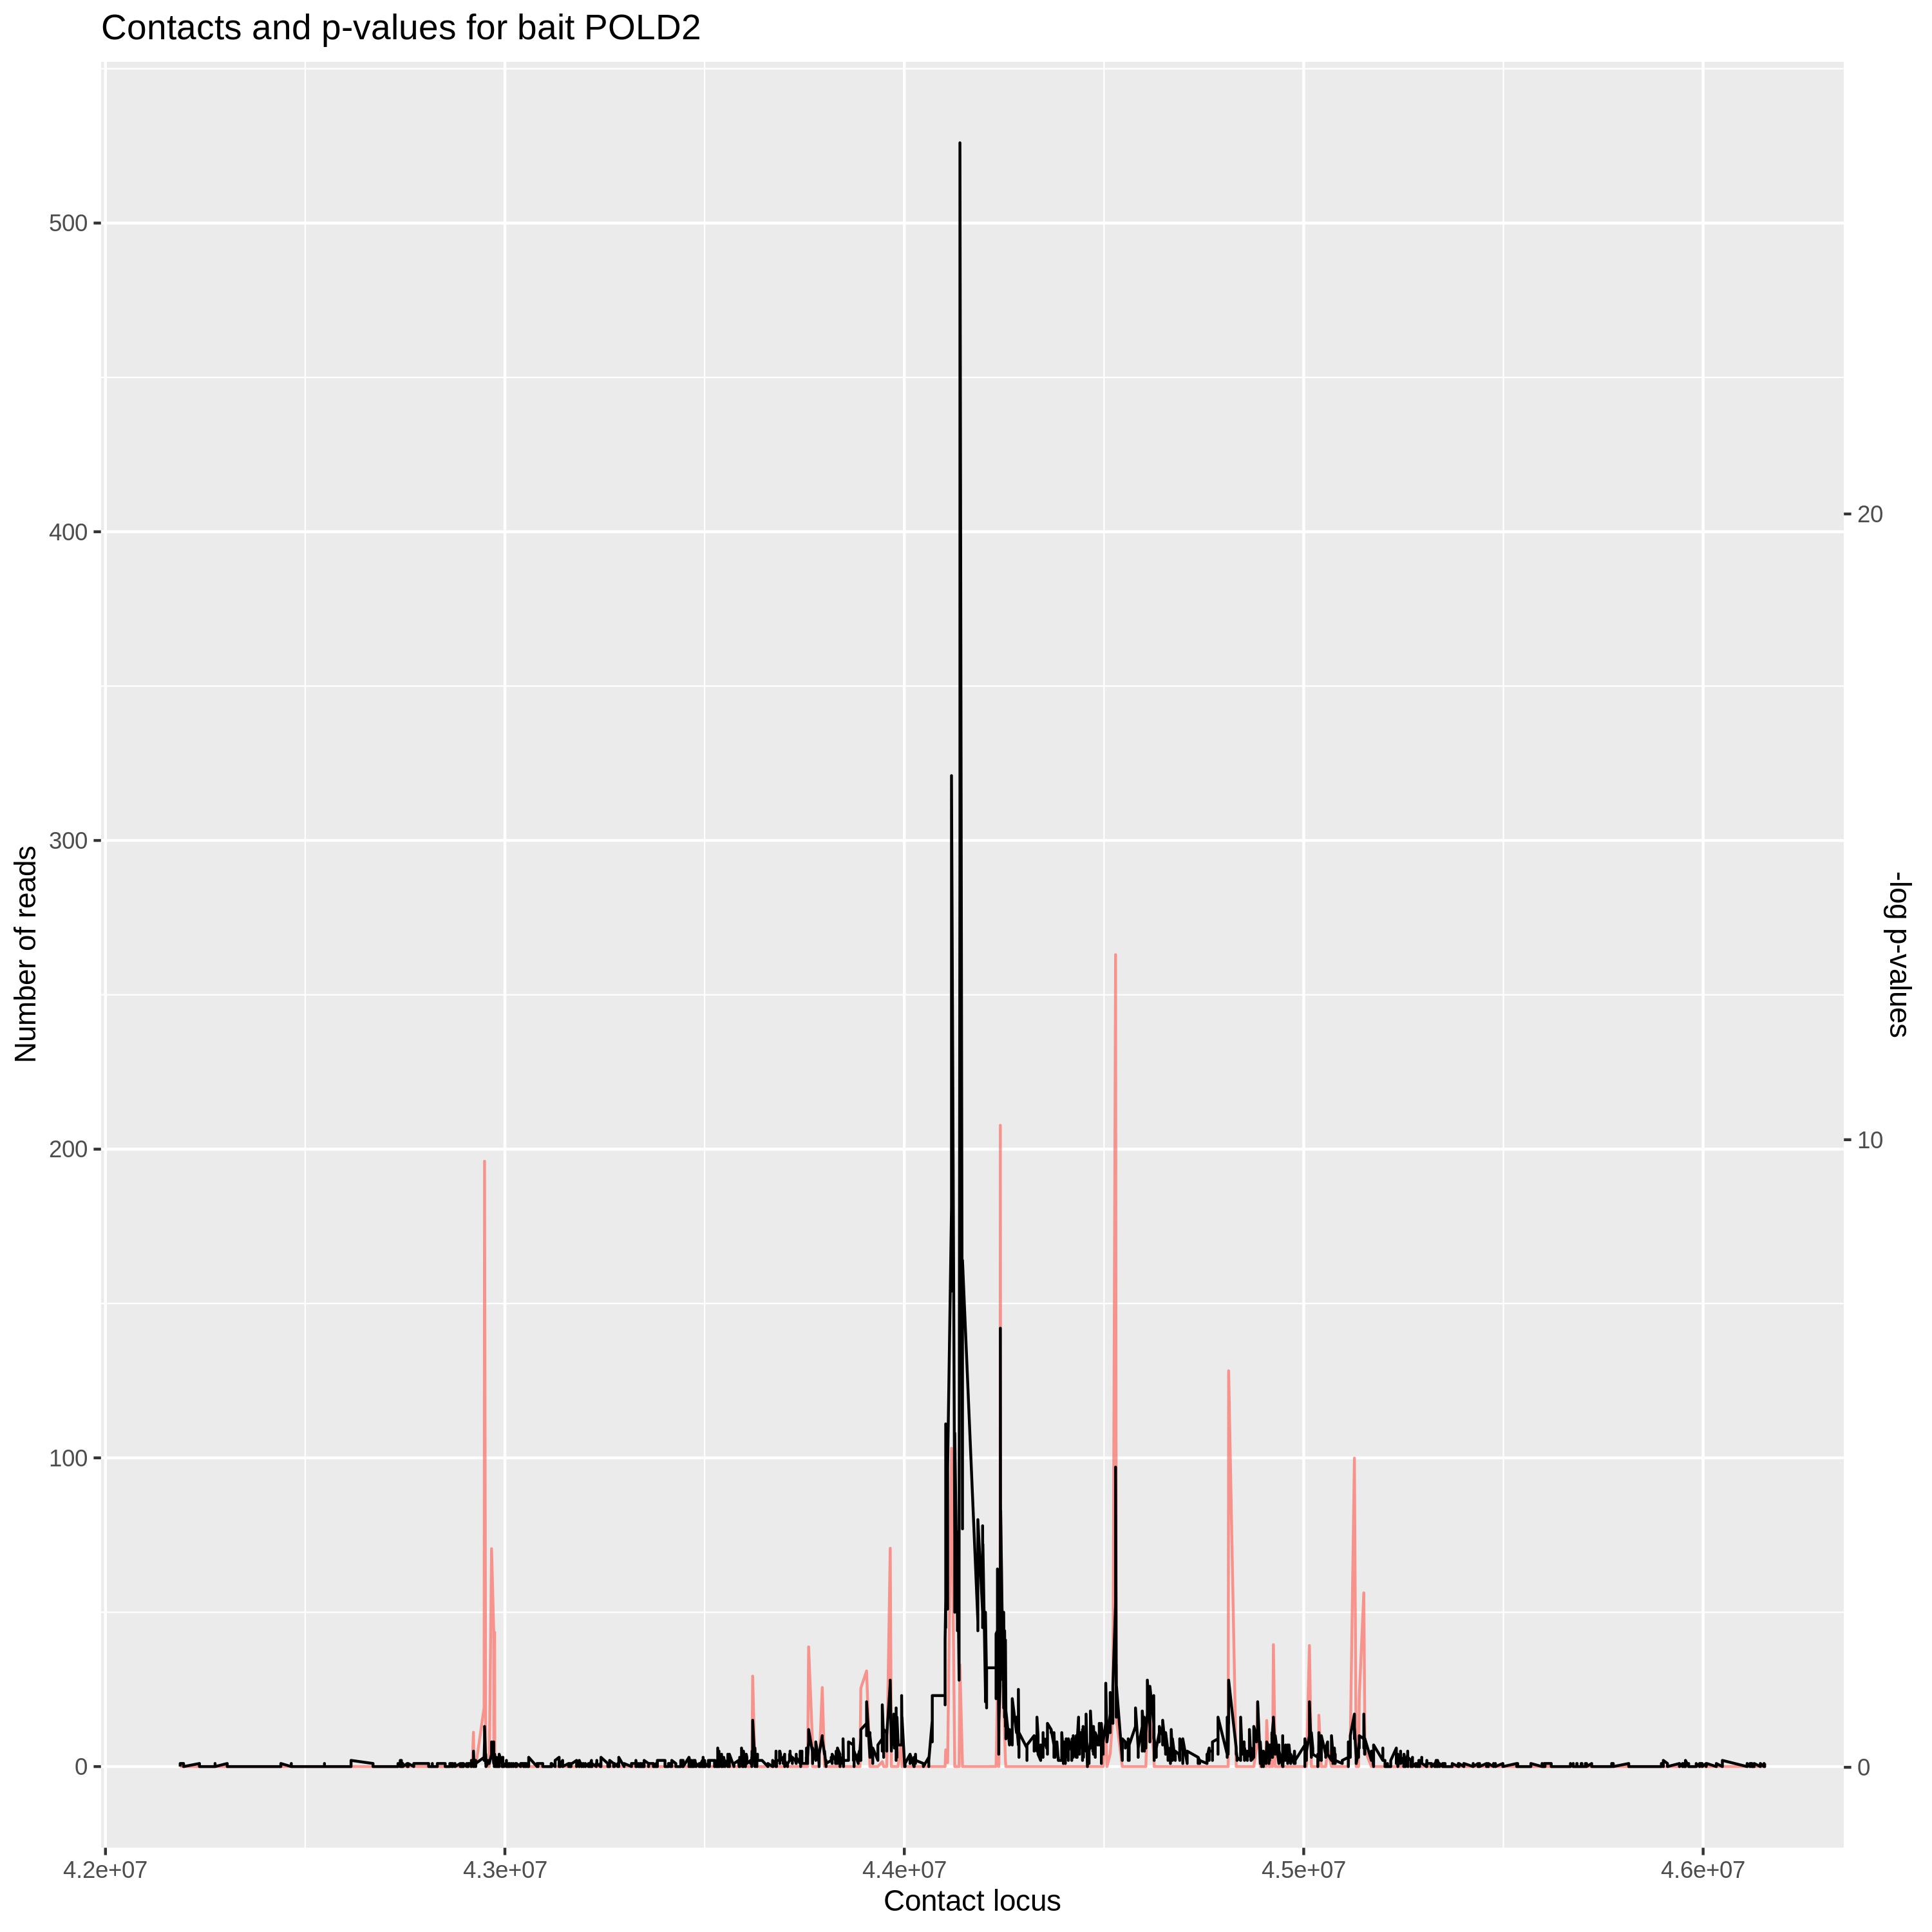 Contacts and p-values for bait POLD2
500
400
300
200
100
0
Number of reads
20
10
0
-log p-values
4.2e+07
4.3e+07
4.4e+07
4.5e+07
4.6e+07
Contact locus